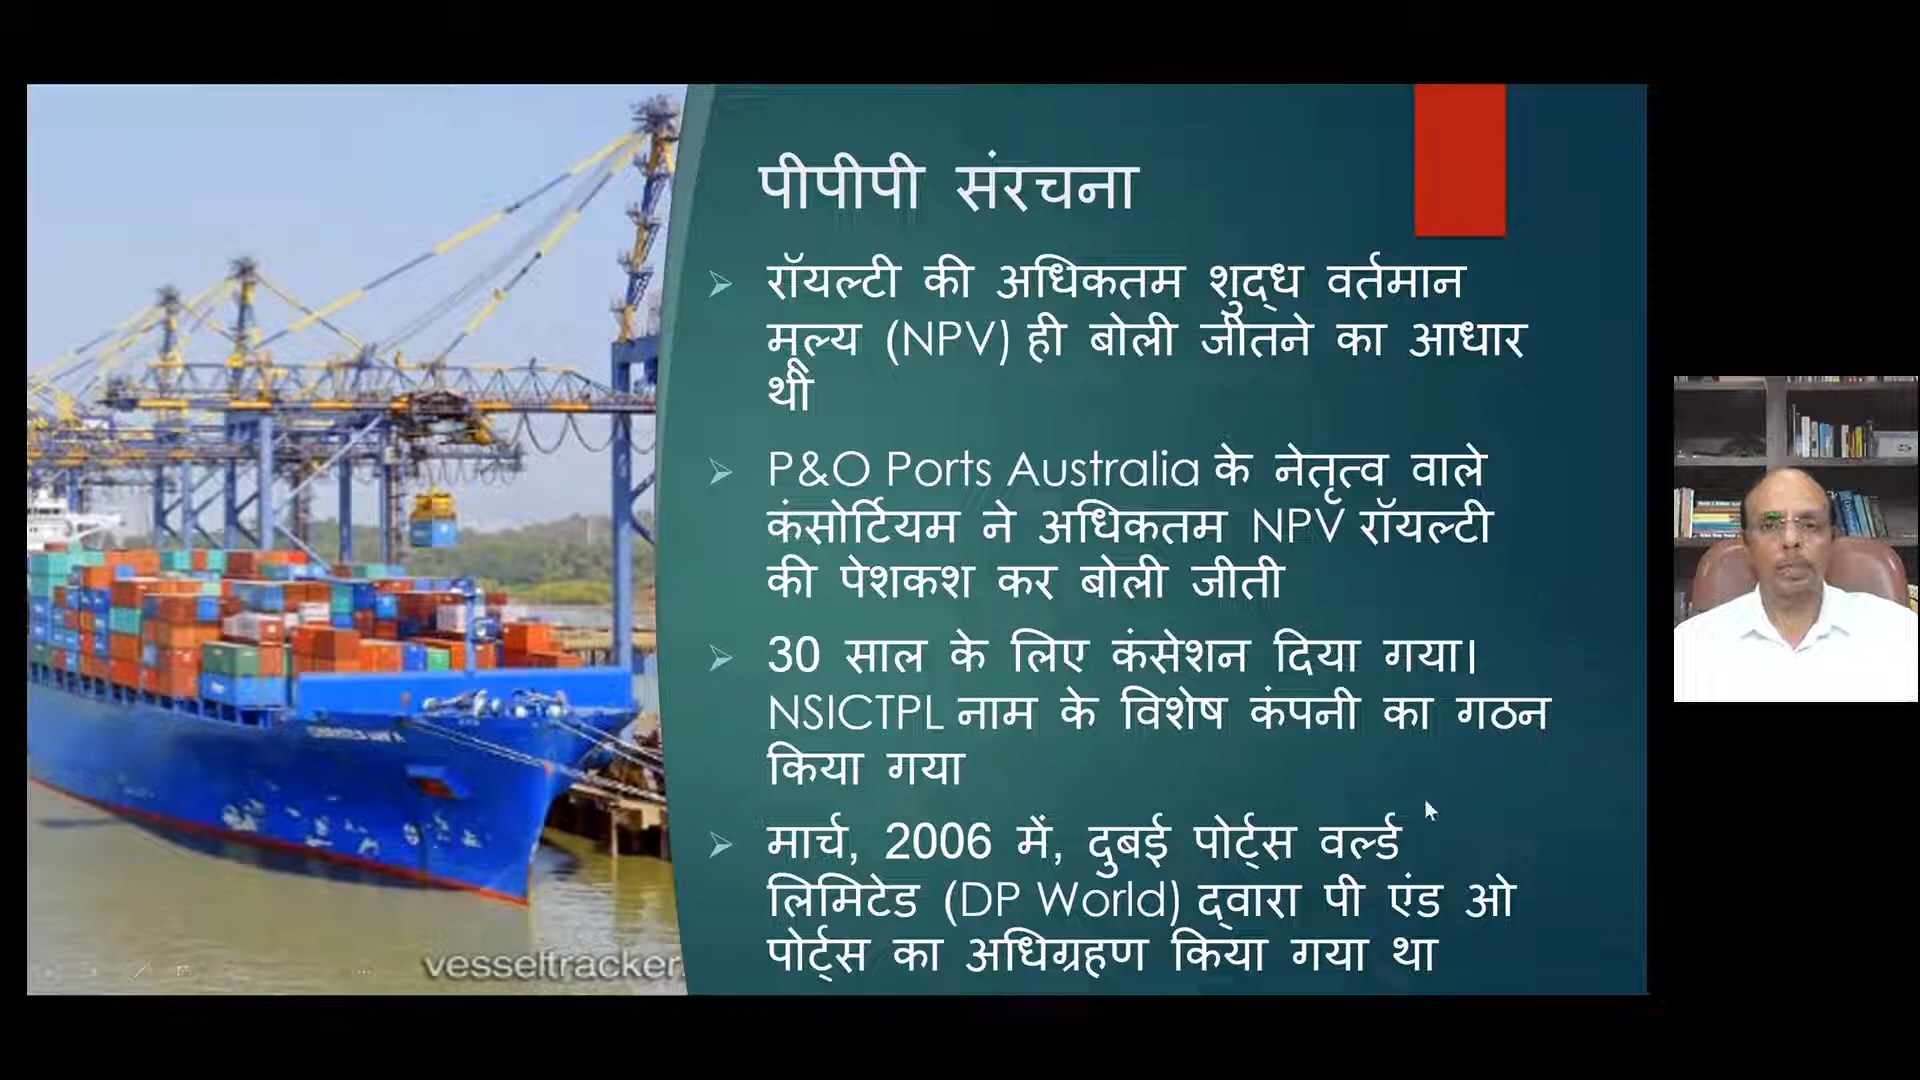 पीपीपी संरचना
रॉयल्टी की अधिकतम शुद्ध वर्तमान
मूल्य (NPV) ही बोली जीतने का आधार
थी
P&O Ports Australia के नेतृत्व वाले
कंसोर्टियम ने अधिकतम NPV रॉयल्टी
की पेशकश कर बोली जीती
30 साल के लिए कंसेशन दिया गया।
NSICTPL नाम के विशेष कंपनी का गठन
किया गया
मार्च, 2006 में, दुबई पोर्ट्स वर्ल्ड
लिमिटेड (DP World) द्वारा पी एंड ओ
पोर्ट्स का अधिग्रहण किया गया था
vesseltracker.